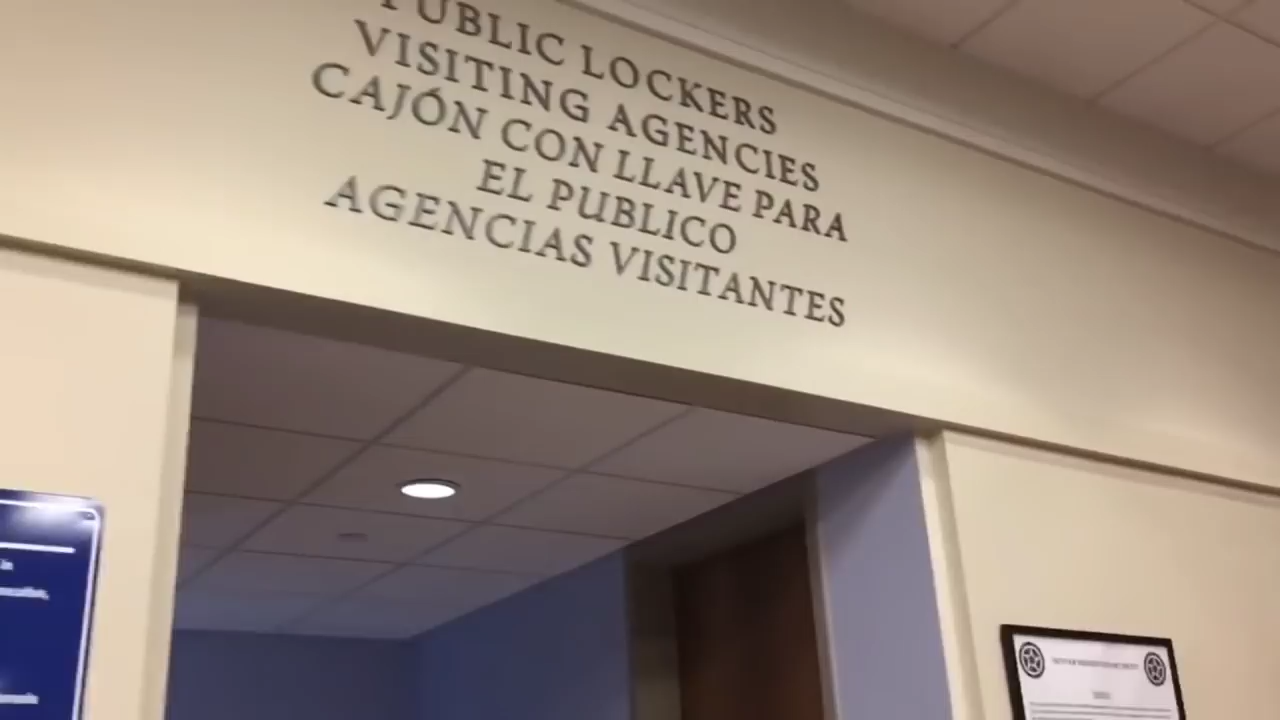 PUBLIC LOCKERS
VISITING AGENCIES
CAJÓN CON LLAVE PARA
EL PUBLICO
AGENCIAS VISITANTES